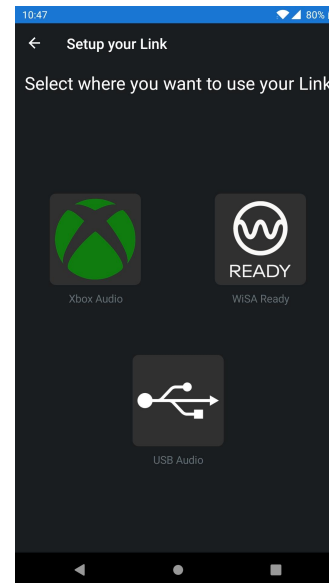 10:47
80%
Setup your Link
Select where you want to use your Link
READY
Xbox Audio
WiSA Ready
USB Audio